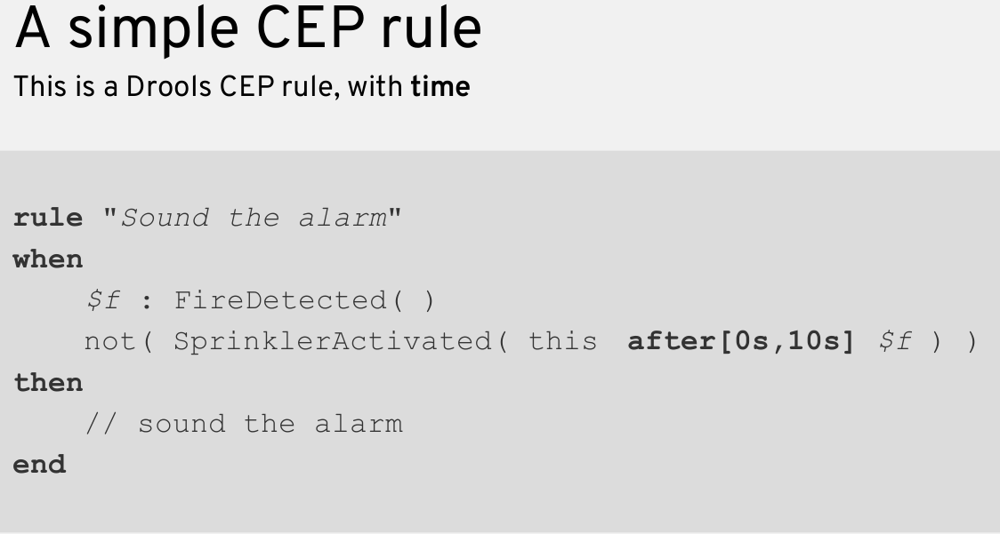 A simple CEP rule
This is a Drools CEP rule, with time
rule "Sound the alarm"
when
$f : FireDetected( )
not( SprinklerActivated( this after[0s,10s] $f ) )
then
// sound the alarm
end